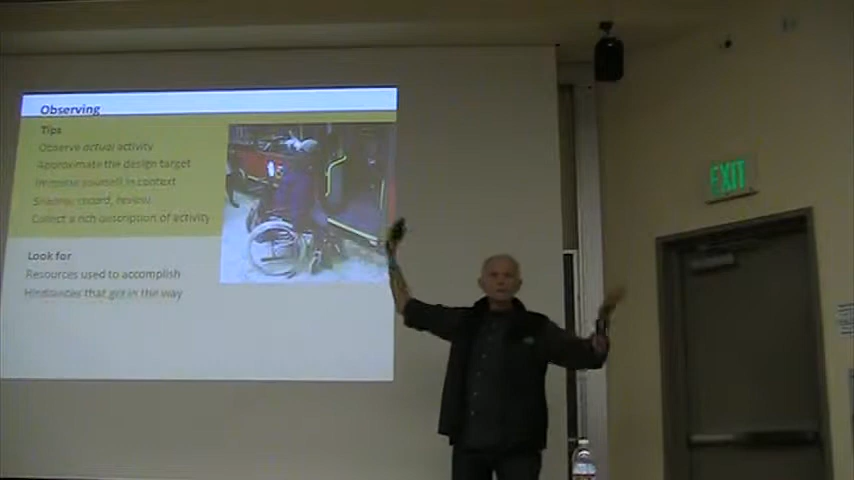 Observing
Tips
Observe actual activity
Approximate the design target
Immerse yourself in context
Shadow, record, review
Collect a rich description of activity
Look for
Resources used to accomplish
Hindrances that get in the way
EXIT